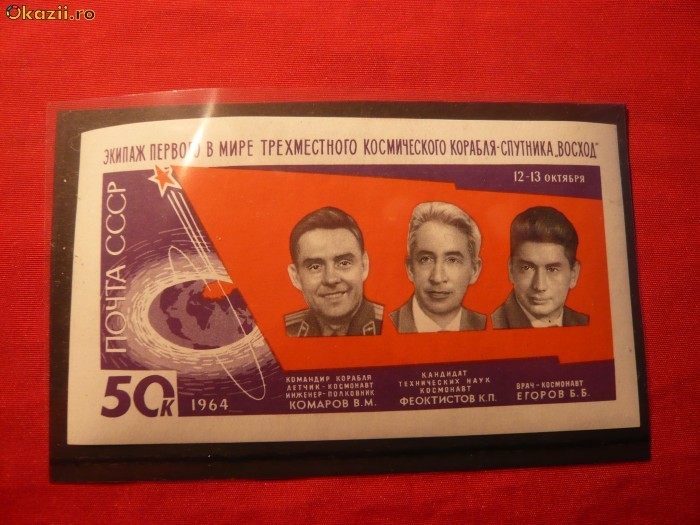 Okazii.ro
ЭКИПАЖ ПЕРВОГО В МИРЕ ТРЕХМЕСТНОГО КОСМИЧЕСКОГО КОРАБЛЯ-СПУТНИКА „ВОСХОД"
12-13 ОКТЯБРЯ
ПОЧТА СССР
КОМАНДИР КОРАБЛЯ
ЛЕТЧИК-КОСМОНАВТ
ИНЖЕНЕР-ПОЛКОВНИК
КОМАРОВ В.М.
КАНДИДАТ
ТЕХНИЧЕСКИХ НАУК
КОСМОНАВТ
ФЕОКТИСТОВ К.П.
ВРАЧ-КОСМОНАВТ
ЕГОРОВ Б.Б.
50к
1964